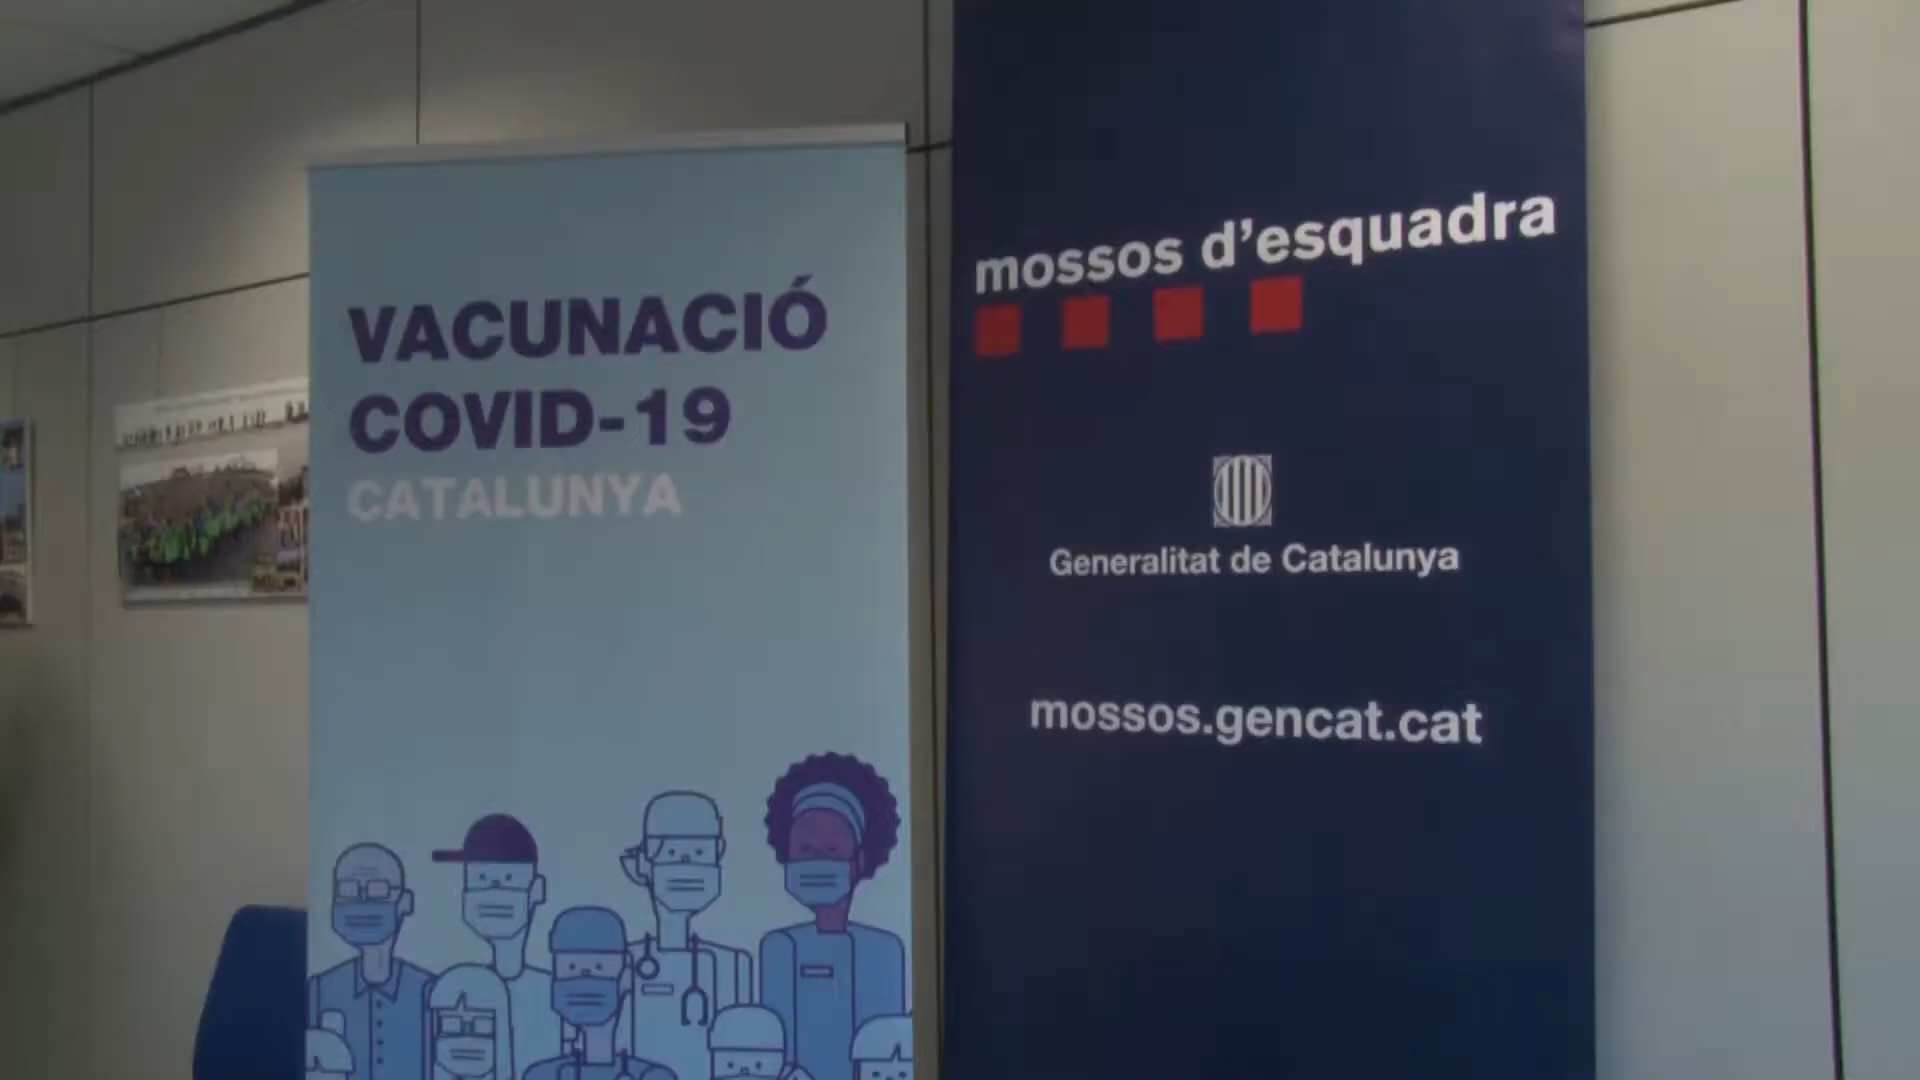 VACUNACIÓ
COVID-19
CATALUNYA
mossos d'esquadra
Generalitat de Catalunya
mossos.gencat.cat